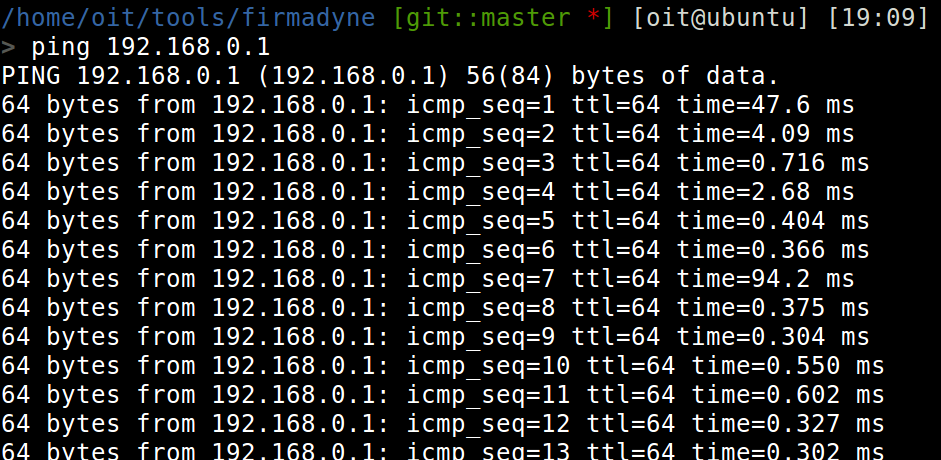 /home/oit/tools/firmadyne [git::master *] [oit@ubuntu] [19:09]
> ping 192.168.0.1
PING 192.168.0.1 (192.168.0.1) 56(84) bytes of data.
64 bytes from 192.168.0.1: icmp_seq=1 ttl=64 time=47.6 ms
64 bytes from 192.168.0.1: icmp_seq=2 ttl=64 time=4.09 ms
64 bytes from 192.168.0.1: icmp_seq=3 ttl=64 time=0.716 ms
64 bytes from 192.168.0.1: icmp_seq=4 ttl=64 time=2.68 ms
64 bytes from 192.168.0.1: icmp_seq=5 ttl=64 time=0.404 ms
64 bytes from 192.168.0.1: icmp_seq=6 ttl=64 time=0.366 ms
64 bytes from 192.168.0.1: icmp_seq=7 ttl=64 time=94.2 ms
64 bytes from 192.168.0.1: icmp_seq=8 ttl=64 time=0.375 ms
64 bytes from 192.168.0.1: icmp_seq=9 ttl=64 time=0.304 ms
64 bytes from 192.168.0.1: icmp_seq=10 ttl=64 time=0.550 ms
64 bytes from 192.168.0.1: icmp_seq=11 ttl=64 time=0.602 ms
64 bytes from 192.168.0.1: icmp_seq=12 ttl=64 time=0.327 ms
64 bytes from 192.168.0.1: icmp_seq=13 ttl=64 time=0.302 ms